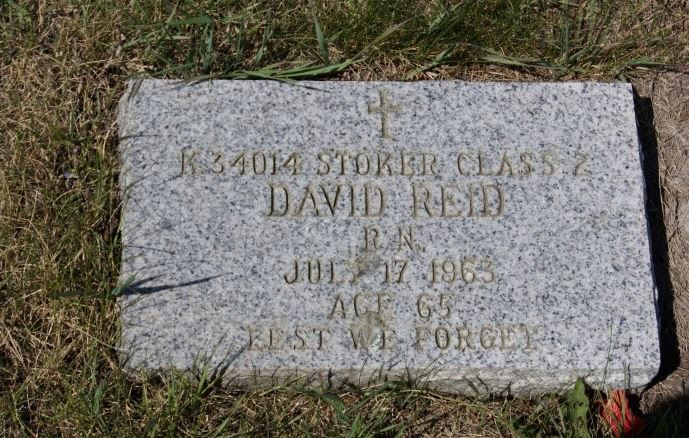 K 34014 STOKER CLASS 2
DAVID REID
R. N.
JULY 17 1963
AGE 65
LEST WE FORGET